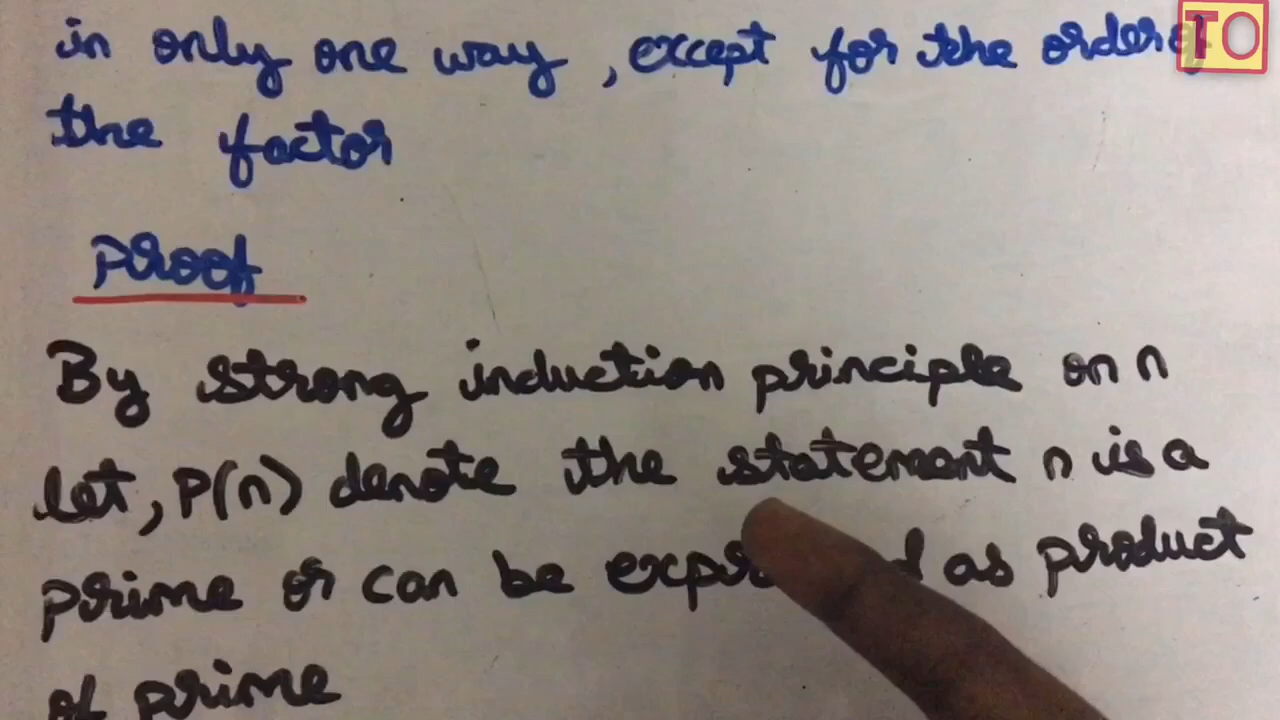 in only one way, except for the order
the factor
Proof
By strong induction principle on n
let, P(n) denote the statement n is a
prime or can be as product
of prime
TO